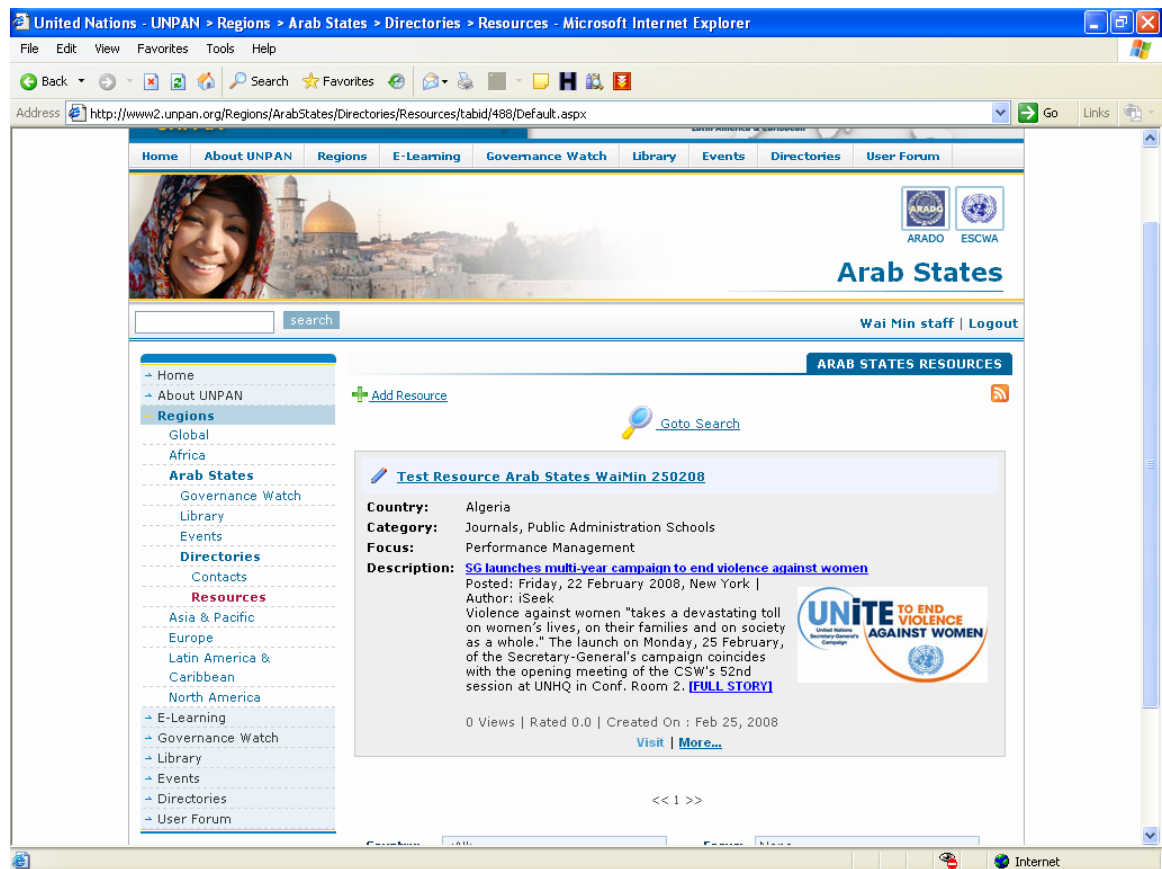 United Nations - UNPAN > Regions > Arab States > Directories > Resources - Microsoft Internet Explorer
File Edit View Favorites Tools Help
Back Search Favorites
Address http://www2.unpan.org/Regions/ArabStates/Directories/Resources/tabid/488/Default.aspx Go Links
Latin America & Caribbean
Home About UNPAN Regions E-Learning Governance Watch Library Events Directories User Forum
ARADO
ARADO ESCWA
Arab States
search Wai Min staff | Logout
ARAB STATES RESOURCES
Home
About UNPAN
Regions
Global
Africa
Arab States
Governance Watch
Library
Events
Directories
Contacts
Resources
Asia & Pacific
Europe
Latin America &
Caribbean
North America
E-Learning
Governance Watch
Library
Events
Directories
User Forum
Add Resource
Goto Search
Test Resource Arab States WaiMin 250208
Country: Algeria
Category: Journals, Public Administration Schools
Focus: Performance Management
Description: SG launches multi-year campaign to end violence against women
Posted: Friday, 22 February 2008, New York |
Author: iSeek
Violence against women "takes a devastating toll
on women's lives, on their families and on society
as a whole." The launch on Monday, 25 February,
of the Secretary-General's campaign coincides
with the opening meeting of the CSW's 52nd
session at UNHQ in Conf. Room 2. [FULL STORY]
UNiTE TO END
VIOLENCE
AGAINST WOMEN
United Nations
Secretary-General's
Campaign
0 Views | Rated 0.0 | Created On : Feb 25, 2008
Visit | More...
<< 1 >>
Internet